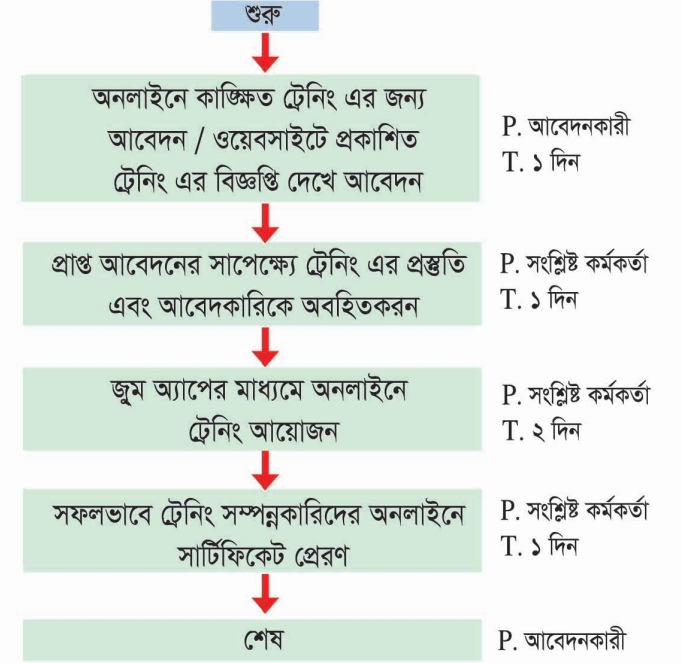 শুরু
অনলাইনে কাঙ্ক্ষিত ট্রেনিং এর জন্য
আবেদন / ওয়েবসাইটে প্রকাশিত
ট্রেনিং এর বিজ্ঞপ্তি দেখে আবেদন
P. আবেদনকারী
T. ১ দিন
প্রাপ্ত আবেদনের সাপেক্ষ্যে ট্রেনিং এর প্রস্তুতি
এবং আবেদকারিকে অবহিতকরন
P. সংশ্লিষ্ট কর্মকর্তা
T. ১ দিন
জুম অ্যাপের মাধ্যমে অনলাইনে
ট্রেনিং আয়োজন
P. সংশ্লিষ্ট কর্মকর্তা
T. ২ দিন
সফলভাবে ট্রেনিং সম্পন্নকারিদের অনলাইনে
সার্টিফিকেট প্রেরণ
P. সংশ্লিষ্ট কর্মকর্তা
T. ১ দিন
শেষ
P. আবেদনকারী